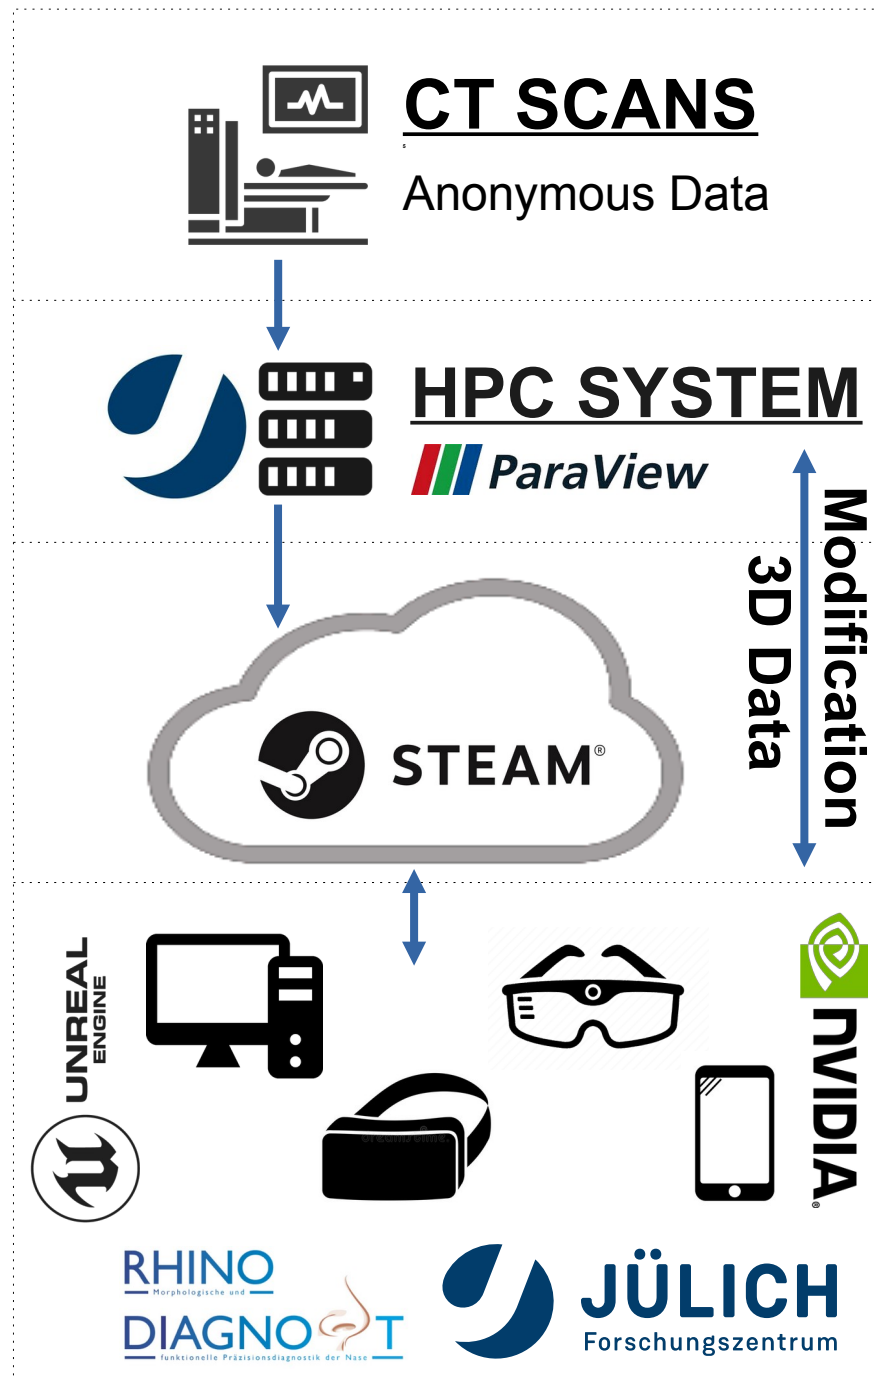 CT SCANS
s
Anonymous Data
HPC SYSTEM
ParaView
Modification
3D Data
STEAM®
UNREAL
ENGINE
NVIDIA®
RHINO
Morphologische und
DIAGNO T
funktionelle Präzisionsdiagnostik der Nase
JÜLICH
Forschungszentrum